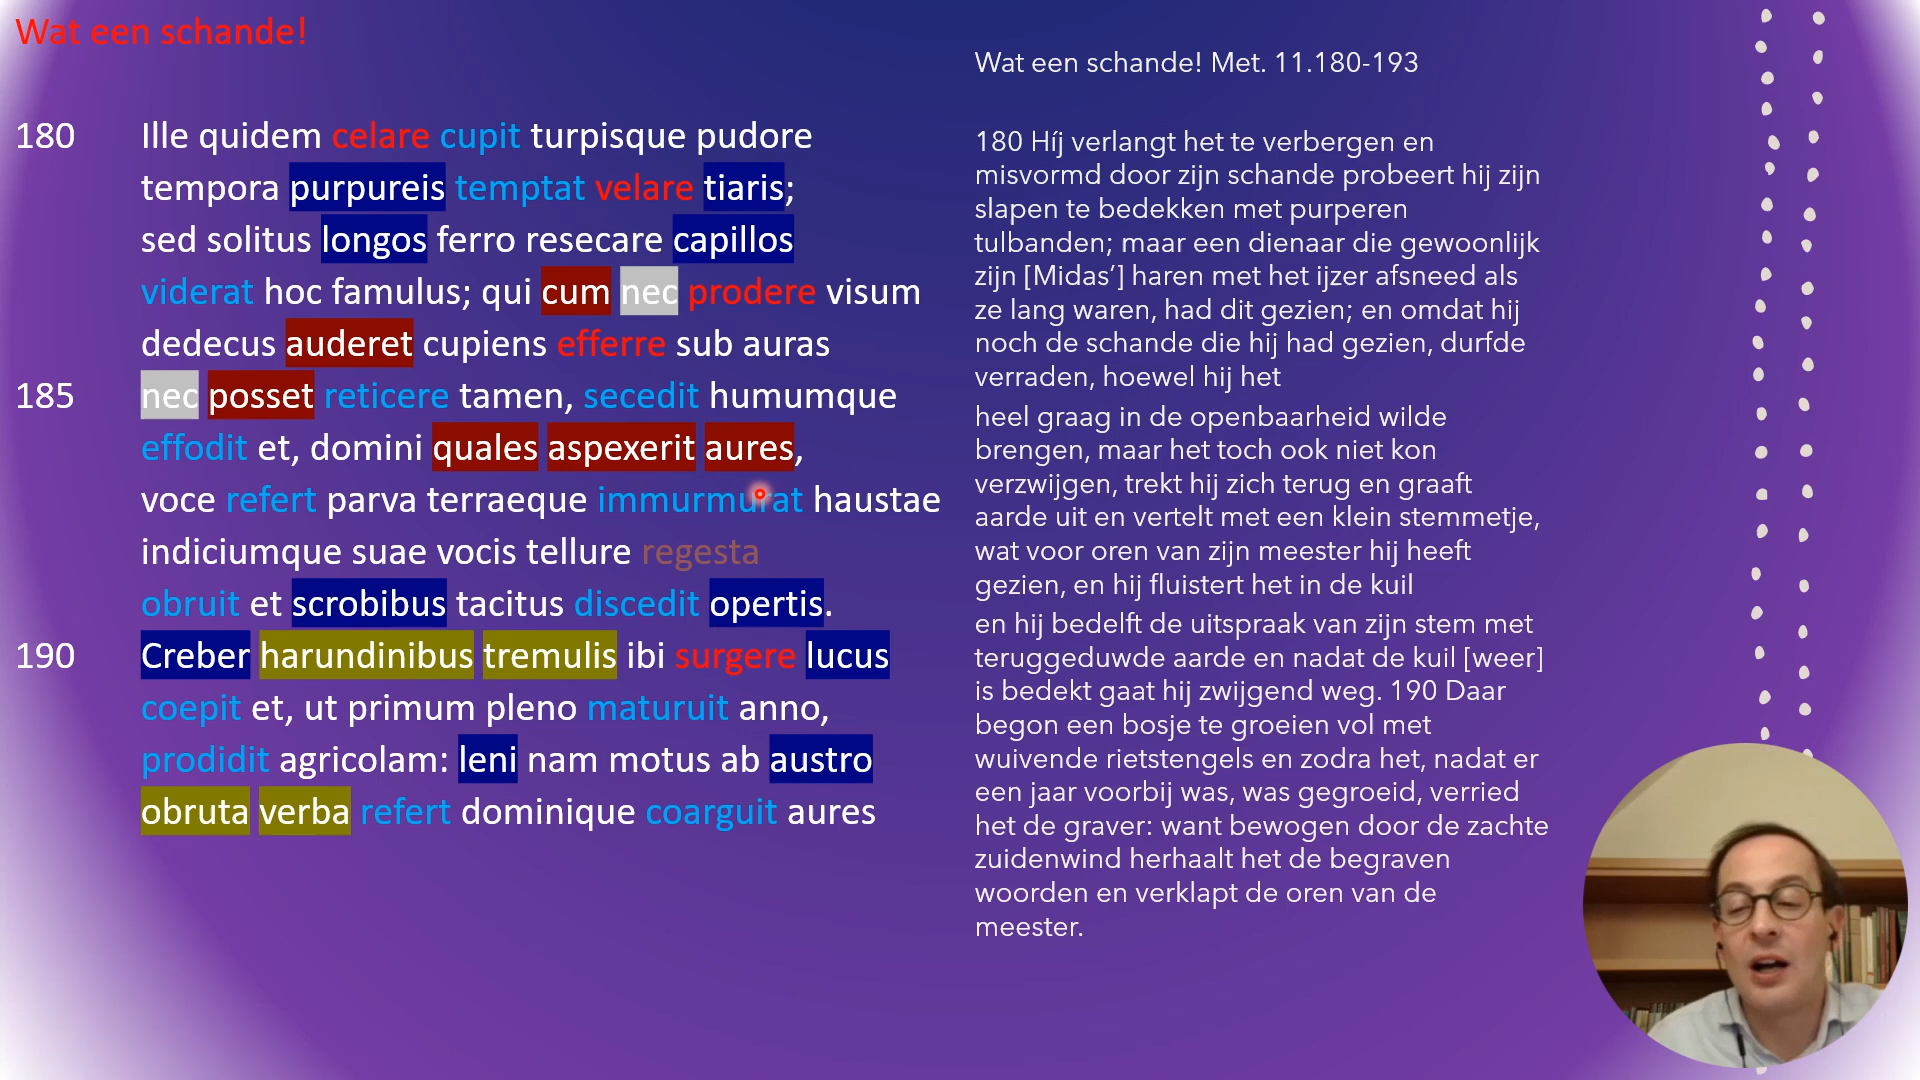 Wat een schande!
180 Ille quidem celare cupit turpisque pudore
tempora purpureis temptat velare tiaris;
sed solitus longos ferro resecare capillos
viderat hoc famulus; qui cum nec prodere visum
dedecus auderet cupiens efferre sub auras
185 nec posset reticere tamen, secedit humumque
effodit et, domini quales aspexerit aures,
voce refert parva terraeque immurmurat haustae
indiciumque suae vocis tellure regesta
obruit et scrobibus tacitus discedit opertis.
190 Creber harundinibus tremulis ibi surgere lucus
coepit et, ut primum pleno maturuit anno,
prodidit agricolam: leni nam motus ab austro
obruta verba refert dominique coarguit aures
Wat een schande! Met. 11.180-193
180 Híj verlangt het te verbergen en
misvormd door zijn schande probeert hij zijn
slapen te bedekken met purperen
tulbanden; maar een dienaar die gewoonlijk
zijn [Midas’] haren met het ijzer afsneed als
ze lang waren, had dit gezien; en omdat hij
noch de schande die hij had gezien, durfde
verraden, hoewel hij het
heel graag in de openbaarheid wilde
brengen, maar het toch ook niet kon
verzwijgen, trekt hij zich terug en graaft
aarde uit en vertelt met een klein stemmetje,
wat voor oren van zijn meester hij heeft
gezien, en hij fluistert het in de kuil
en hij bedelft de uitspraak van zijn stem met
teruggeduwde aarde en nadat de kuil [weer]
is bedekt gaat hij zwijgend weg. 190 Daar
begon een bosje te groeien vol met
wuivende rietstengels en zodra het, nadat er
een jaar voorbij was, was gegroeid, verried
het de graver: want bewogen door de zachte
zuidenwind herhaalt het de begraven
woorden en verklapt de oren van de
meester.